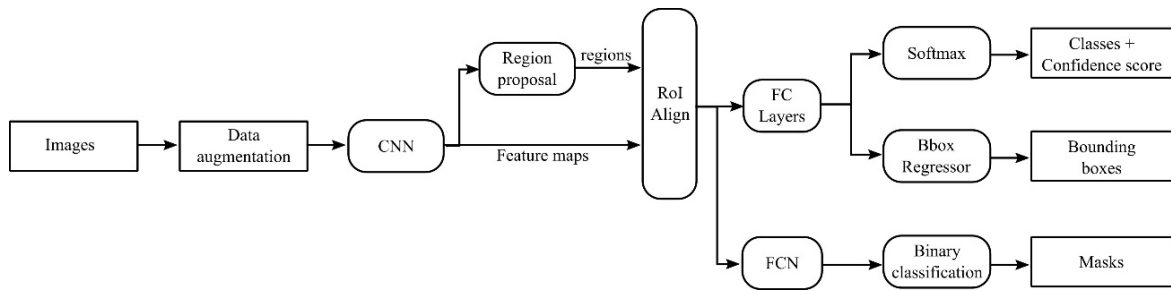 Images
Data
augmentation
CNN
Region
proposal
regions
Feature maps
RoI
Align
FC
Layers
Softmax
Classes +
Confidence score
Bbox
Regressor
Bounding
boxes
FCN
Binary
classification
Masks